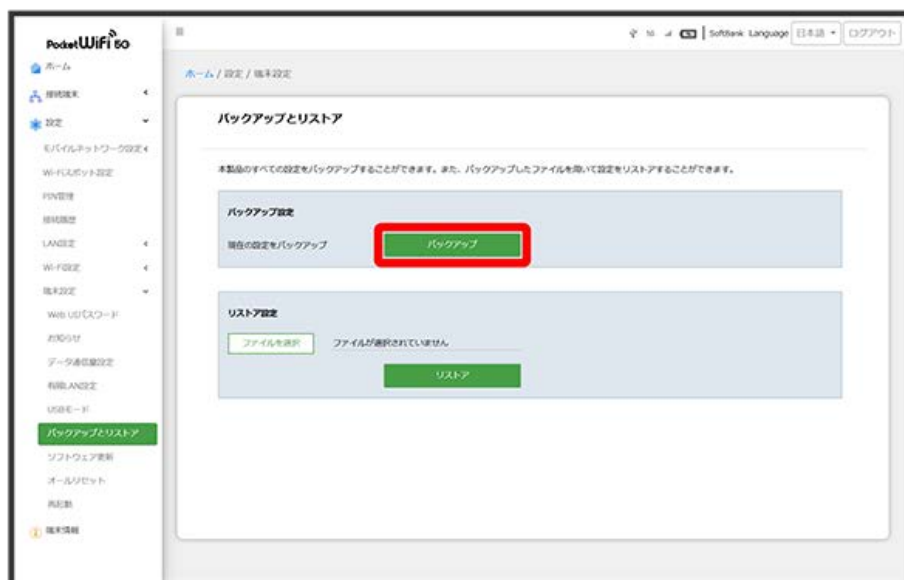 Pocket WiFi 5G
SoftBank Language 日本語 ログアウト
ホーム
接続端末
設定
モバイルネットワーク設定
Wi-Fiスポット設定
PIN管理
接続履歴
LAN設定
Wi-Fi設定
端末設定
Web UIパスワード
お知らせ
データ通信量設定
有線LAN設定
USBモード
バックアップとリストア
ソフトウェア更新
オールリセット
再起動
端末情報
ホーム / 設定 / 端末設定
バックアップとリストア
本製品のすべての設定をバックアップすることができます。また、バックアップしたファイルを用いて設定をリストアすることができます。
バックアップ設定
現在の設定をバックアップ バックアップ
リストア設定
ファイルを選択 ファイルが選択されていません
リストア